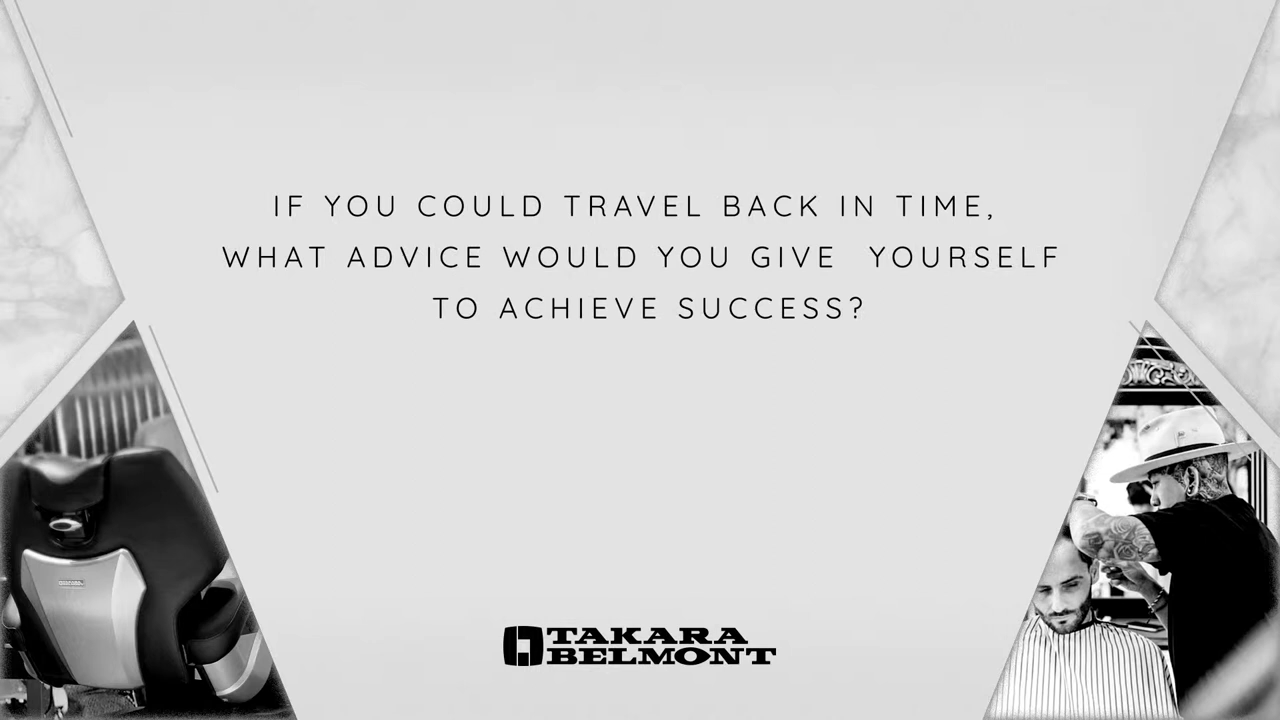 IF YOU COULD TRAVEL BACK IN TIME,
WHAT ADVICE WOULD YOU GIVE YOURSELF
TO ACHIEVE SUCCESS?
TAKARA
BELMONT